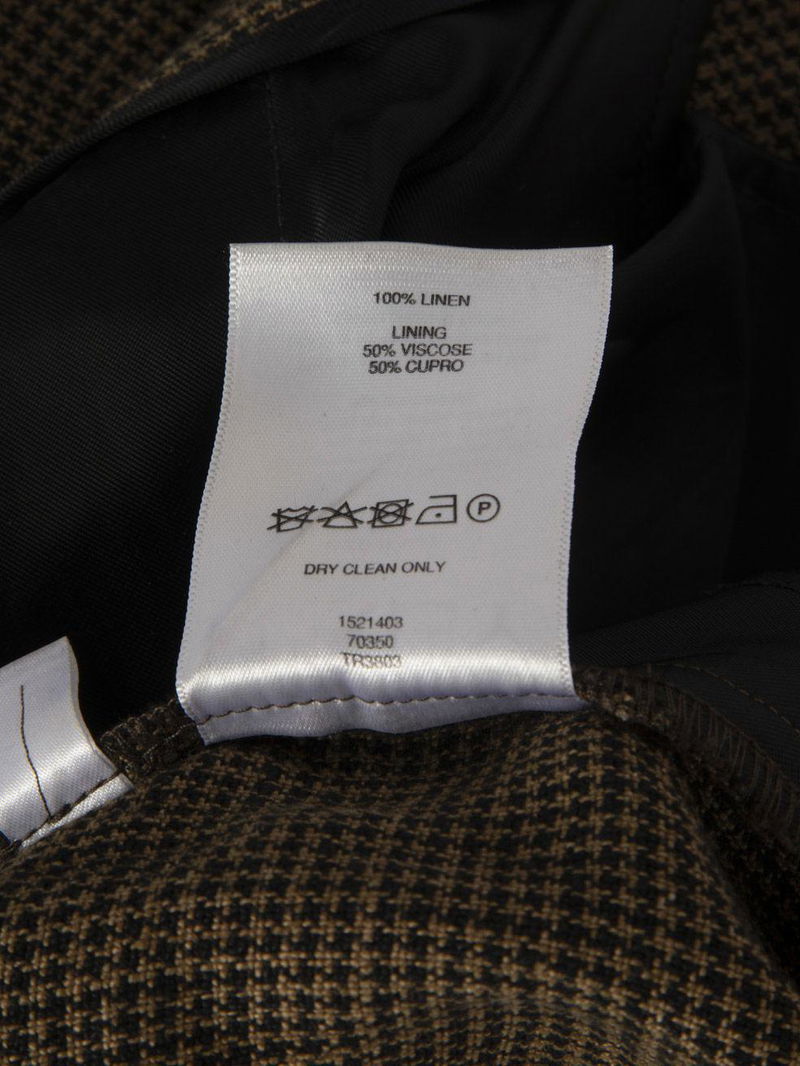 100% LINEN
LINING
50% VISCOSE
50% CUPRO
P
DRY CLEAN ONLY
1521403
70350
TR3803